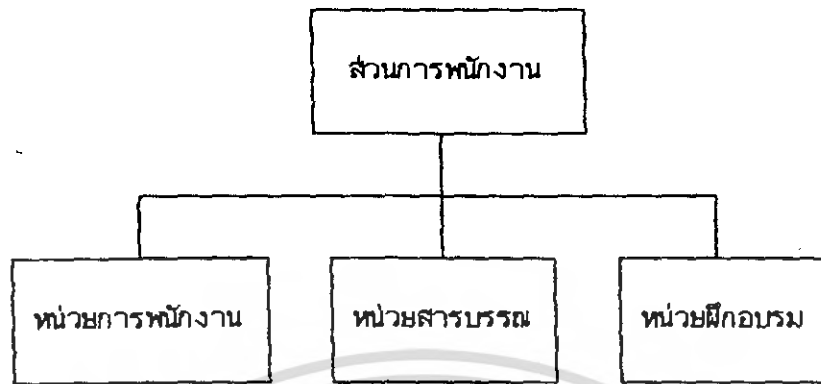 ส่วนการพนักงาน
หน่วยการพนักงาน
หน่วยสารบรรณ
หน่วยฝึกอบรม